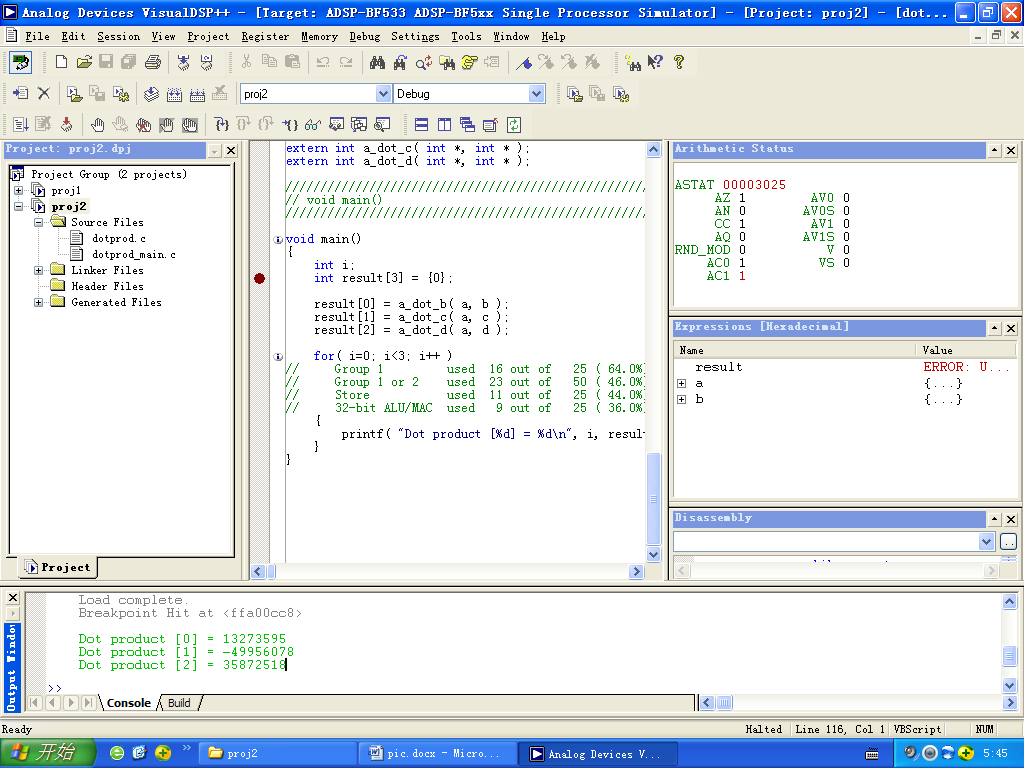 Analog Devices VisualDSP++ - [Target: ADSP-BF533 ADSP-BF5xx Single Processor Simulator] - [Project: proj2] - [dot...
File Edit Session View Project Register Memory Debug Settings Tools Window Help
proj2 Debug
Project: proj2.dpj
Project Group (2 projects)
proj1
proj2
Source Files
dotprod.c
dotprod_main.c
Linker Files
Header Files
Generated Files
Project
extern int a_dot_c( int *, int * );
extern int a_dot_d( int *, int * );
////////////////////////////////////////////////////
// void main()
////////////////////////////////////////////////////
void main()
{
int i;
int result[3] = {0};
result[0] = a_dot_b( a, b );
result[1] = a_dot_c( a, c );
result[2] = a_dot_d( a, d );
for( i=0; i<3; i++ )
// Group 1 used 16 out of 25 ( 64.0%
// Group 1 or 2 used 23 out of 50 ( 46.0%
// Store used 11 out of 25 ( 44.0%
// 32-bit ALU/MAC used 9 out of 25 ( 36.0%
{
printf( "Dot product [%d] = %d\n", i, resul
}
}
Arithmetic Status
ASTAT 00003025
AZ 1 AV0 0
AN 0 AV0S 0
CC 1 AV1 0
AQ 0 AV1S 0
RND_MOD 0 V 0
AC0 1 VS 0
AC1 1
Expressions [Hexadecimal]
Name Value
result ERROR: U...
a {...}
b {...}
Disassembly
Output Window
Load complete.
Breakpoint Hit at <ffa00cc8>
Dot product [0] = 13273595
Dot product [1] = -49956078
Dot product [2] = 35872518
>>
Console Build
Ready Halted Line 116, Col 1 VBScript NUM
开始 proj2 pic.docx - Micro... Analog Devices V... 5:45